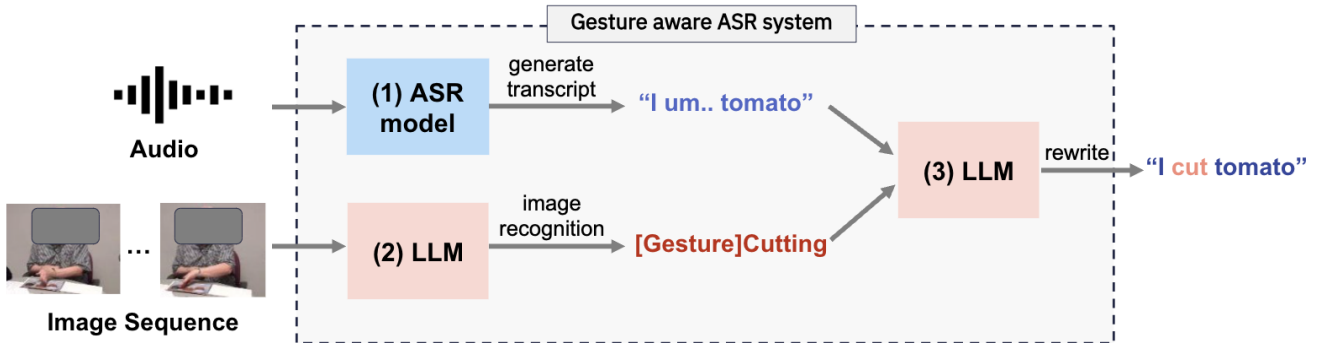 Gesture aware ASR system
Audio
(1) ASR
model
generate
transcript
“I um.. tomato”
...
Image Sequence
(2) LLM
image
recognition
[Gesture]Cutting
(3) LLM
rewrite
“I cut tomato”